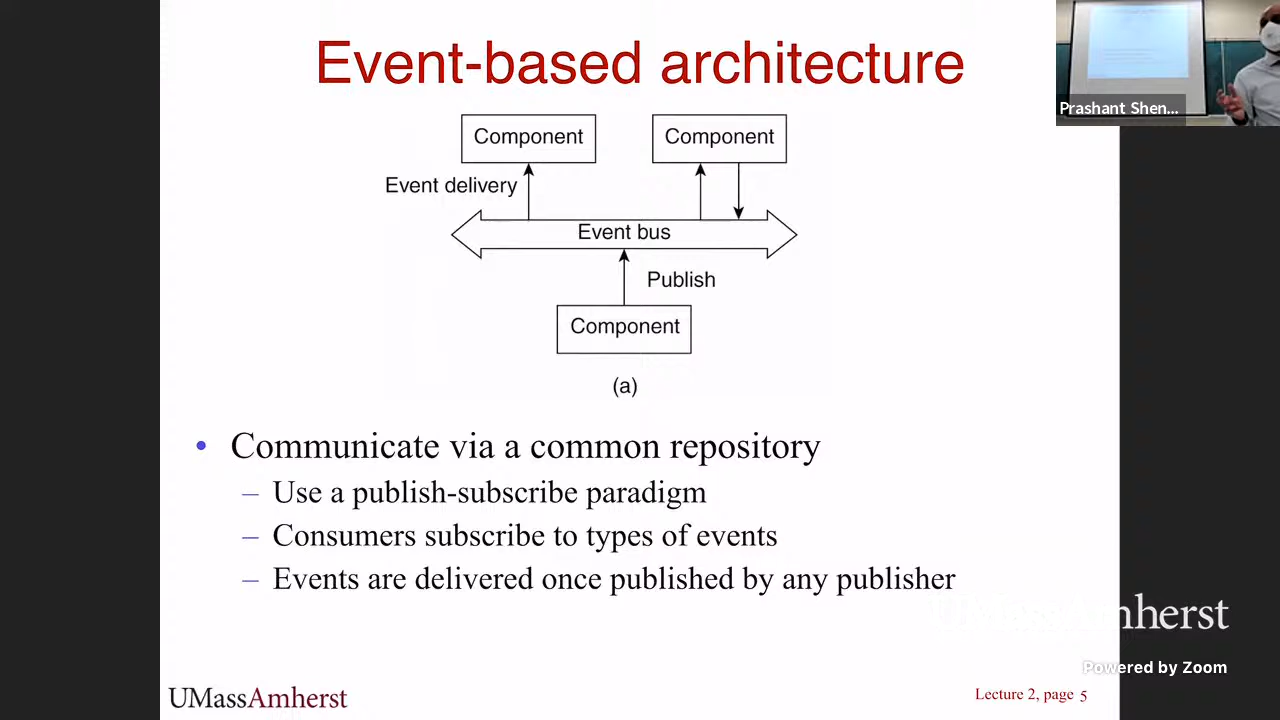 Event-based architecture
Prashant Shen...
Component
Component
Event delivery
Event bus
Publish
Component
(a)
• Communicate via a common repository
– Use a publish-subscribe paradigm
– Consumers subscribe to types of events
– Events are delivered once published by any publisher
UMassAmherst
Powered by Zoom
UMassAmherst
Lecture 2, page 5